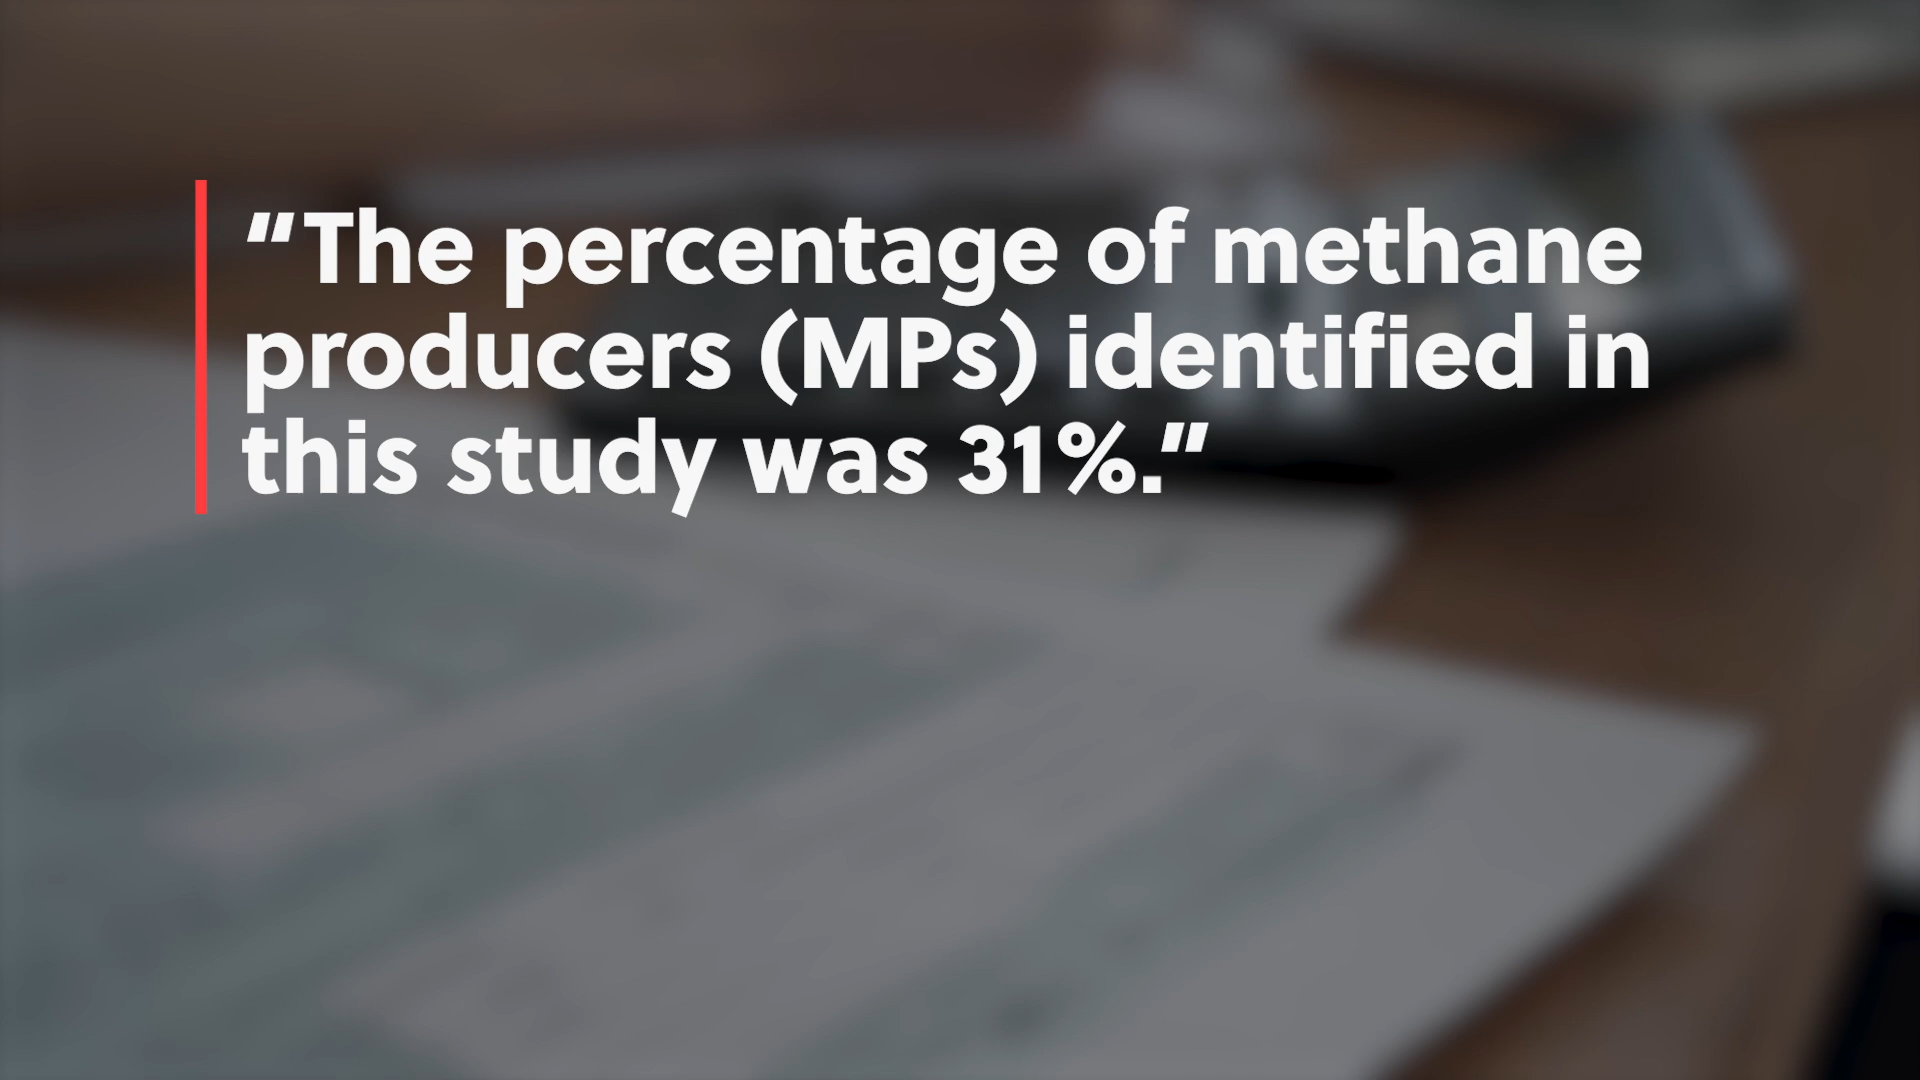 “The percentage of methane
producers (MPs) identified in
this study was 31%.”